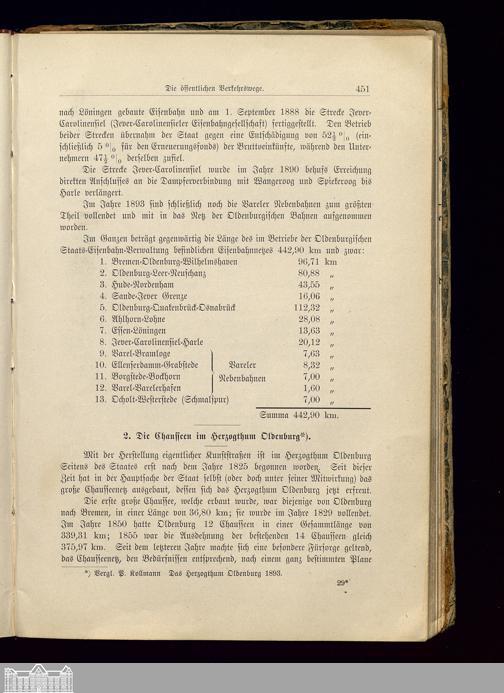 Die öffentlichen Verkehrswege. 451
nach Löningen gebaute Eisenbahn und am 1. September 1888 die Strecke Jever-
Carolinensiel (Jever-Carolinensieler Eisenbahngesellschaft) fertiggestellt. Den Betrieb
beider Strecken übernahm der Staat gegen eine Entschädigung von 52½ % (ein-
schließlich 5 % für den Erneuerungsfonds) der Bruttoeinkünfte, während den Unter-
nehmern 47½ % derselben zufiel.
Die Strecke Jever-Carolinensiel wurde im Jahre 1890 behufs Erreichung
direkten Anschlusses an die Dampferverbindung mit Wangeroog und Spiekeroog bis
Harle verlängert.
Im Jahre 1893 sind schließlich noch die Vareler Nebenbahnen zum größten
Theil vollendet und mit in das Netz der Oldenburgischen Bahnen aufgenommen
worden.
Im Ganzen beträgt gegenwärtig die Länge des im Betriebe der Oldenburgischen
Staats-Eisenbahn-Verwaltung befindlichen Eisenbahnnetzes 442,90 km und zwar:
1. Bremen-Oldenburg-Wilhelmshaven 96,71 km
2. Oldenburg-Leer-Neuschanz 80,88 „
3. Hude-Nordenham 43,55 „
4. Sande-Jever Grenze 16,06 „
5. Oldenburg-Quakenbrück-Osnabrück 112,32 „
6. Ahlhorn-Lohne 28,08 „
7. Essen-Löningen 13,63 „
8. Jever-Carolinensiel-Harle 20,12 „
9. Varel-Bramloge 7,63 „
10. Ellenserdamm-Grabstede Vareler 8,32 „
11. Borgstede-Bockhorn Nebenbahnen 7,00 „
12. Varel-Varelerhafen 1,60 „
13. Ocholt-Westerstede (Schmalspur) 7,00 „
Summa 442,90 km.
2. Die Chausseen im Herzogthum Oldenburg*).
Mit der Herstellung eigentlicher Kunststraßen ist im Herzogthum Oldenburg
Seitens des Staates erst nach dem Jahre 1825 begonnen worden. Seit dieser
Zeit hat in der Hauptsache der Staat selbst (oder doch unter seiner Mitwirkung) das
große Chausseenetz ausgebaut, dessen sich das Herzogthum Oldenburg jetzt erfreut.
Die erste große Chaussee, welche erbaut wurde, war diejenige von Oldenburg
nach Bremen, in einer Länge von 36,80 km; sie wurde im Jahre 1829 vollendet.
Im Jahre 1850 hatte Oldenburg 12 Chausseen in einer Gesammtlänge von
339,31 km; 1855 war die Ausdehnung der bestehenden 14 Chausseen gleich
375,97 km. Seit dem letzteren Jahre machte sich eine besondere Fürsorge geltend,
das Chausseenetz, den Bedürfnissen entsprechend, nach einem ganz bestimmten Plane
*) Vergl. P. Kollmann Das Herzogthum Oldenburg 1893.
29*